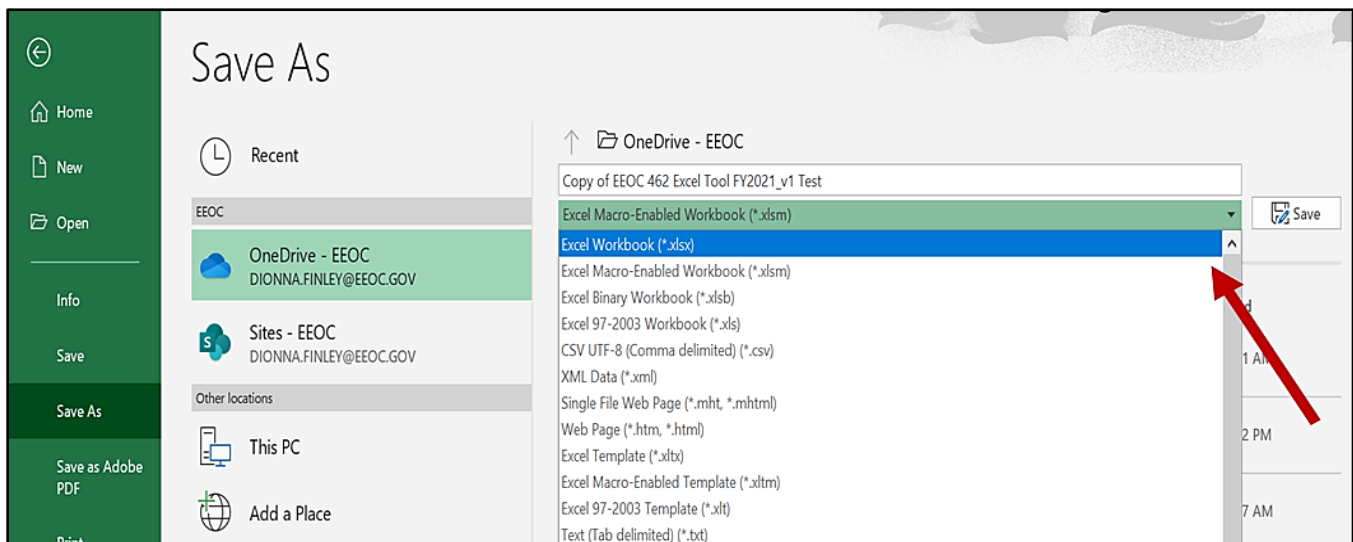 Save As
Home
New
Open
Info
Save
Save As
Save as Adobe
PDF
Print
Recent
EEOC
OneDrive - EEOC
DIONNA.FINLEY@EEOC.GOV
Sites - EEOC
DIONNA.FINLEY@EEOC.GOV
Other locations
This PC
Add a Place
OneDrive - EEOC
Copy of EEOC 462 Excel Tool FY2021_v1 Test
Excel Macro-Enabled Workbook (*.xlsm)
Save
Excel Workbook (*.xlsx)
Excel Macro-Enabled Workbook (*.xlsm)
Excel Binary Workbook (*.xlsb)
Excel 97-2003 Workbook (*.xls)
CSV UTF-8 (Comma delimited) (*.csv)
XML Data (*.xml)
Single File Web Page (*.mht, *.mhtml)
Web Page (*.htm, *.html)
Excel Template (*.xltx)
Excel Macro-Enabled Template (*.xltm)
Excel 97-2003 Template (*.xlt)
Text (Tab delimited) (*.txt)
2 PM
7 AM